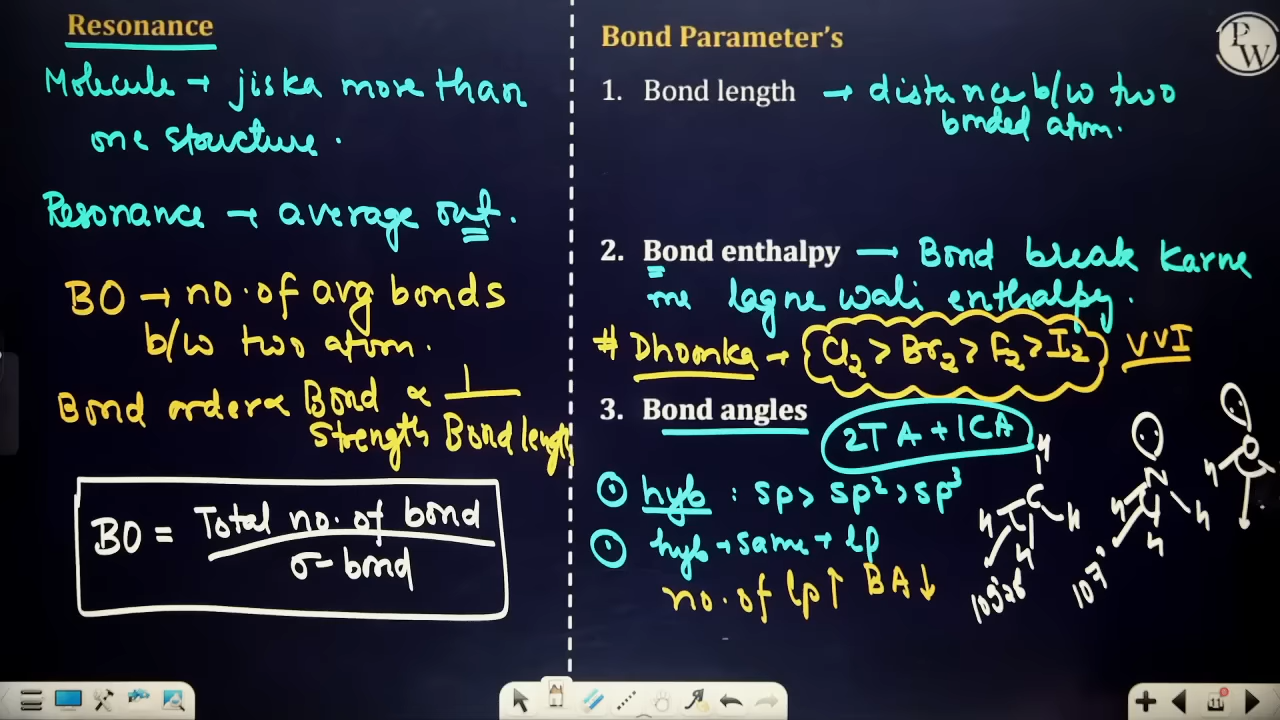 Resonance
Molecule → jiska more than
one structure.
Resonance → average out.
BO → no. of avg bonds
b/w two atom.
Bond order ∝ Bond Strength ∝ 1/Bond length
BO = Total no. of bond / σ-bond
Bond Parameter's
PW
1. Bond length → distance b/w two
bonded atom.
2. Bond enthalpy → Bond break Karne
me lagne wali enthalpy.
# Dhamka → Cl₂ > Br₂ > F₂ > I₂ VVI
3. Bond angles
2TA + 1CA
① hyb : sp > sp² > sp³
① hyb → same → lp
no. of lp ↑ BA ↓
H
C
H H
H
109°28'
N
H H
H
107°
O
H
11